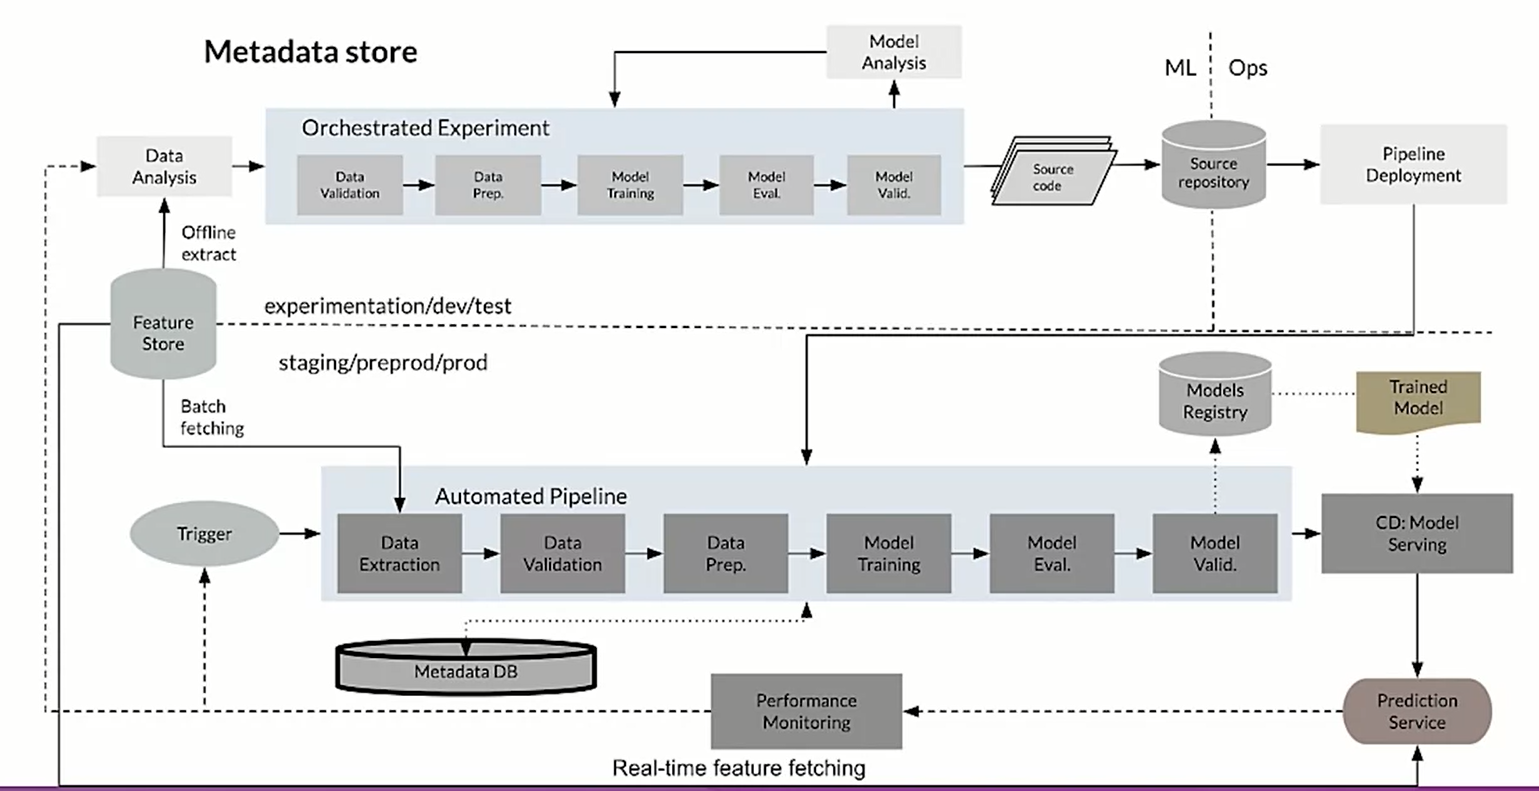 Metadata store
Model
Analysis
ML
Ops
Orchestrated Experiment
Data
Analysis
Data
Validation
Data
Prep.
Model
Training
Model
Eval.
Model
Valid.
Source
code
Source
repository
Pipeline
Deployment
Offline
extract
Feature
Store
experimentation/dev/test
staging/preprod/prod
Batch
fetching
Models
Registry
Trained
Model
Automated Pipeline
Trigger
Data
Extraction
Data
Validation
Data
Prep.
Model
Training
Model
Eval.
Model
Valid.
CD: Model
Serving
Metadata DB
Performance
Monitoring
Prediction
Service
Real-time feature fetching